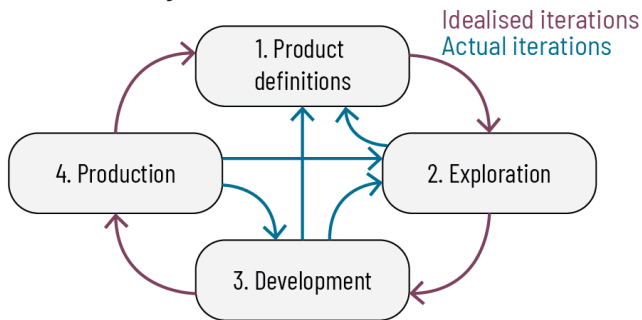 Idealised iterations
Actual iterations
1. Product
definitions
4. Production
2. Exploration
3. Development